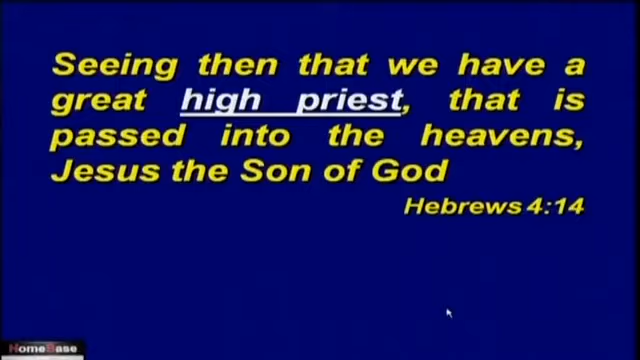 Seeing then that we have a
great high priest, that is
passed into the heavens,
Jesus the Son of God
Hebrews 4:14
HomeBase